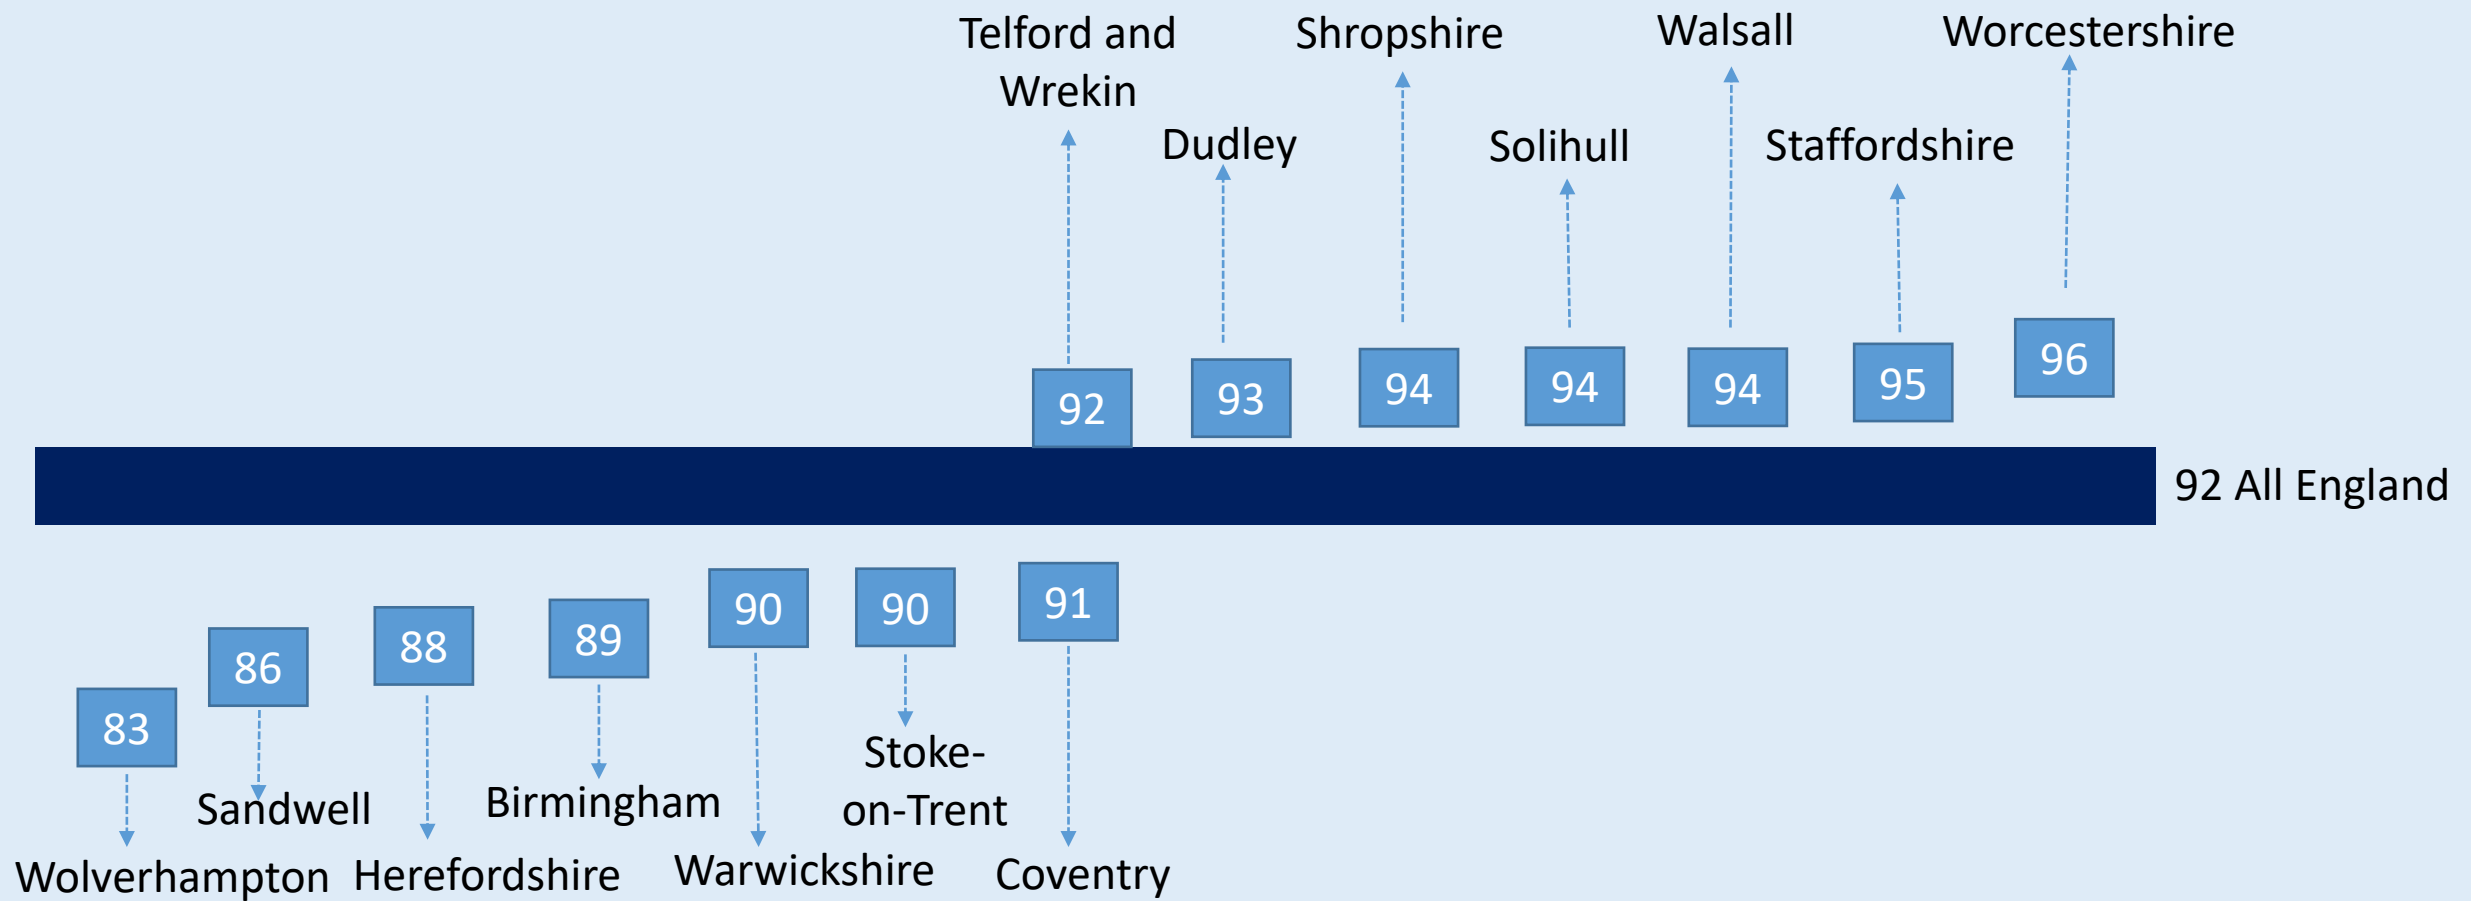 Telford and
Wrekin
Shropshire
Walsall
Worcestershire
Dudley
Solihull
Staffordshire
92
93
94
94
94
95
96
92 All England
83
86
88
89
90
90
91
Wolverhampton
Sandwell
Herefordshire
Birmingham
Warwickshire
Stoke-
on-Trent
Coventry